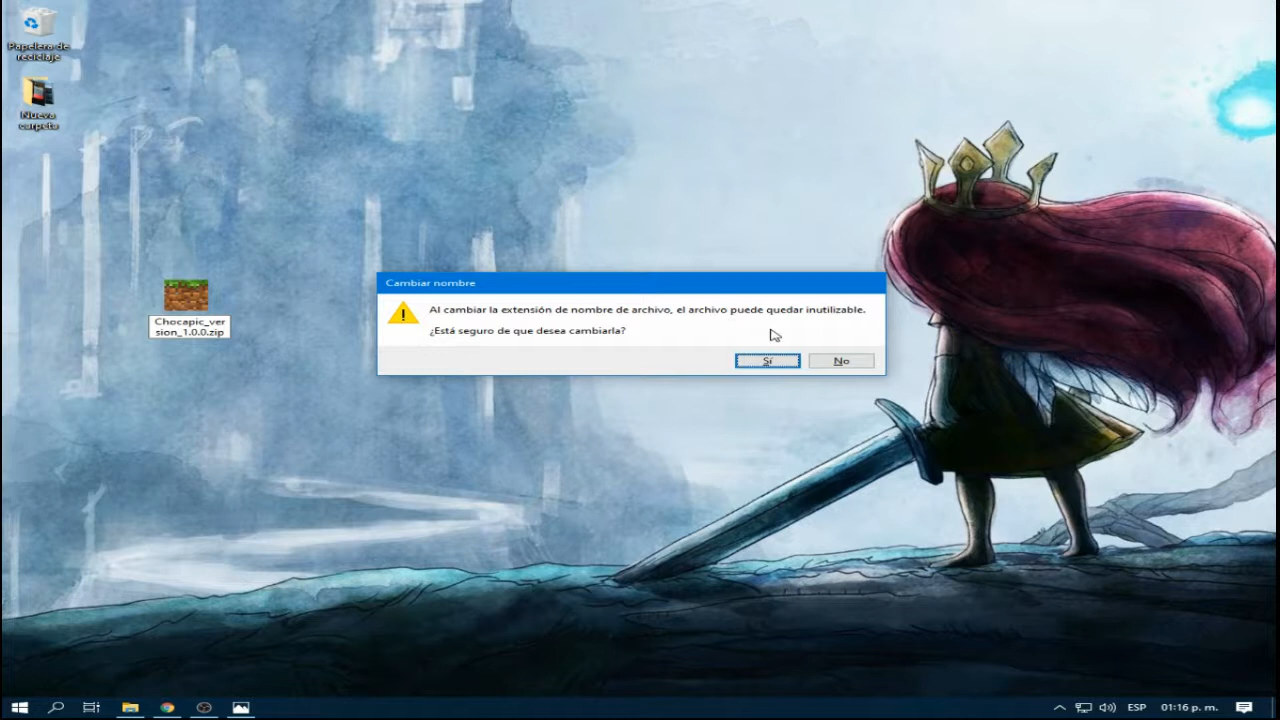 Papelera de
reciclaje
Nueva
carpeta
Chocapic_ver
sion_1.0.0.zip
Cambiar nombre
Al cambiar la extensión de nombre de archivo, el archivo puede quedar inutilizable.
¿Está seguro de que desea cambiarla?
Sí
No
ESP
01:16 p. m.